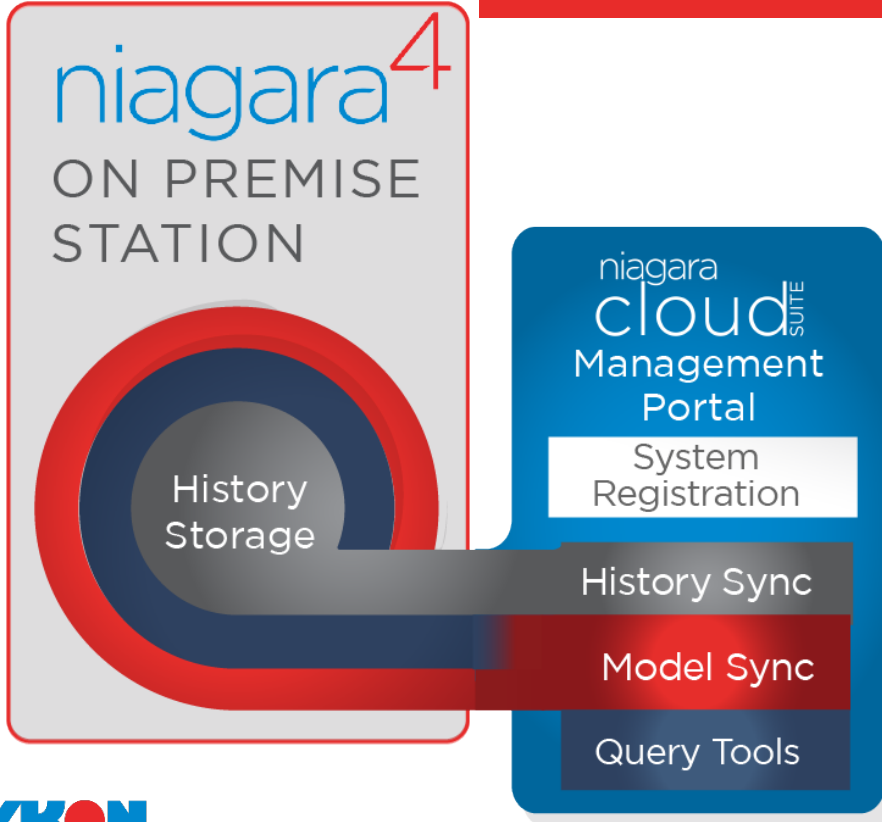 niagara4
ON PREMISE
STATION
History
Storage
niagara
cloud SUITE
Management
Portal
System
Registration
History Sync
Model Sync
Query Tools